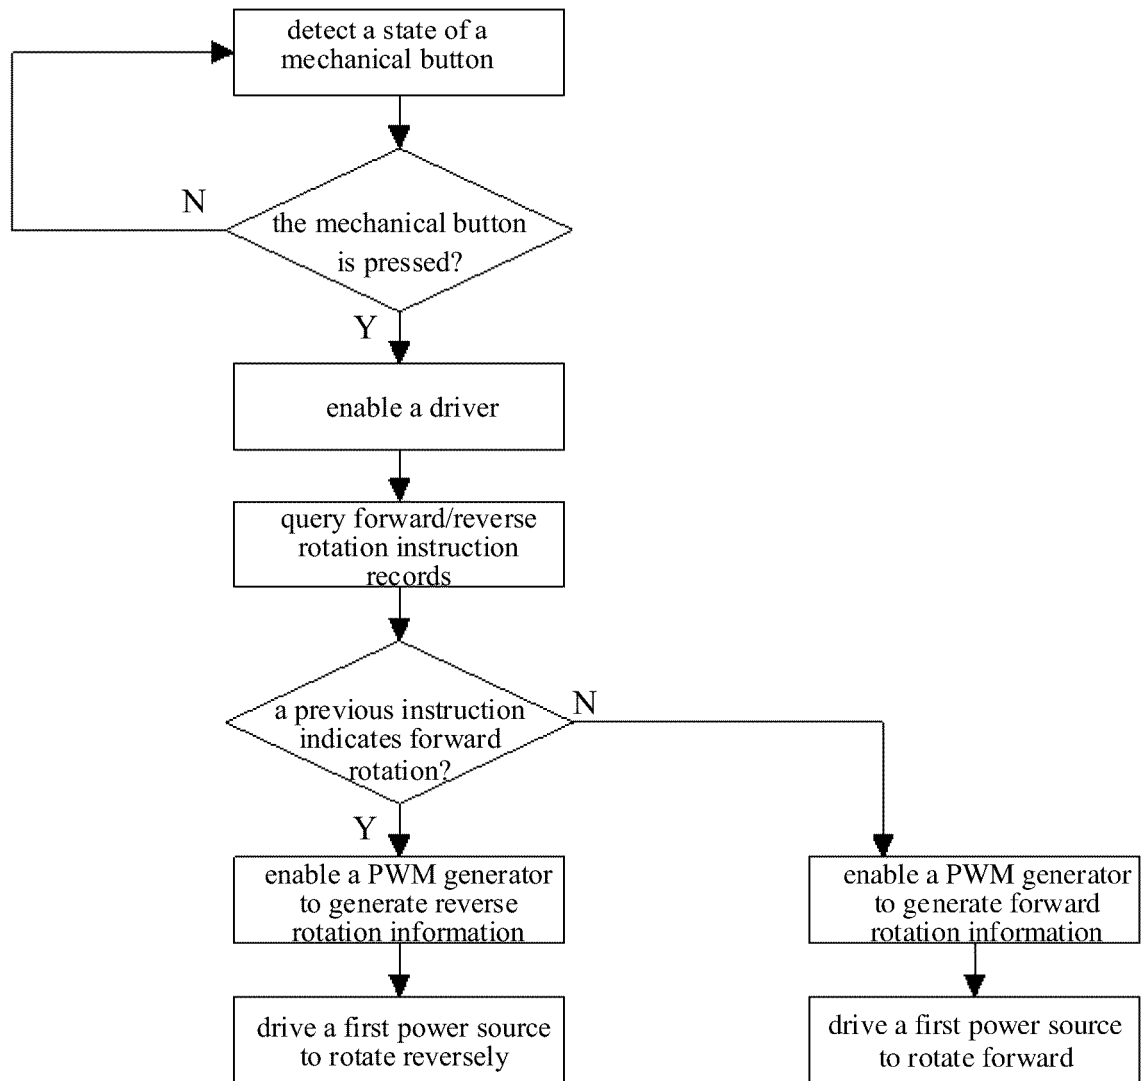 detect a state of a
mechanical button
N
the mechanical button
is pressed?
Y
enable a driver
query forward/reverse
rotation instruction
records
N
a previous instruction
indicates forward
rotation?
Y
enable a PWM generator
to generate reverse
rotation information
enable a PWM generator
to generate forward
rotation information
drive a first power source
to rotate reversely
drive a first power source
to rotate forward